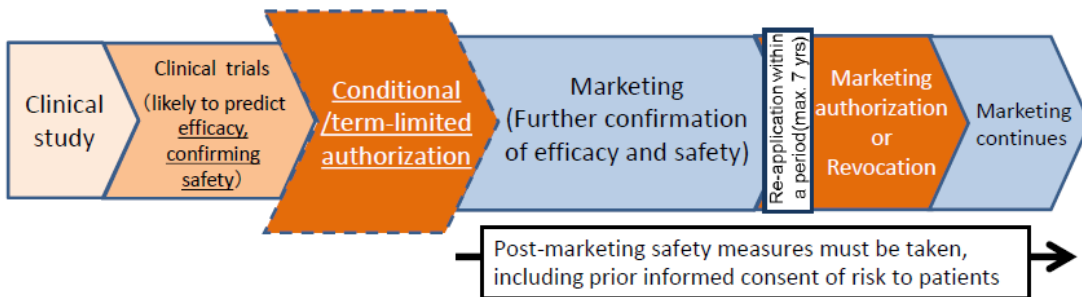 Clinical
study
Clinical trials
（likely to predict
efficacy,
confirming
safety）
Conditional
/term-limited
authorization
Marketing
(Further confirmation
of efficacy and safety)
Re-application within
a period(max. 7 yrs)
Marketing
authorization
or
Revocation
Marketing
continues
Post-marketing safety measures must be taken,
including prior informed consent of risk to patients